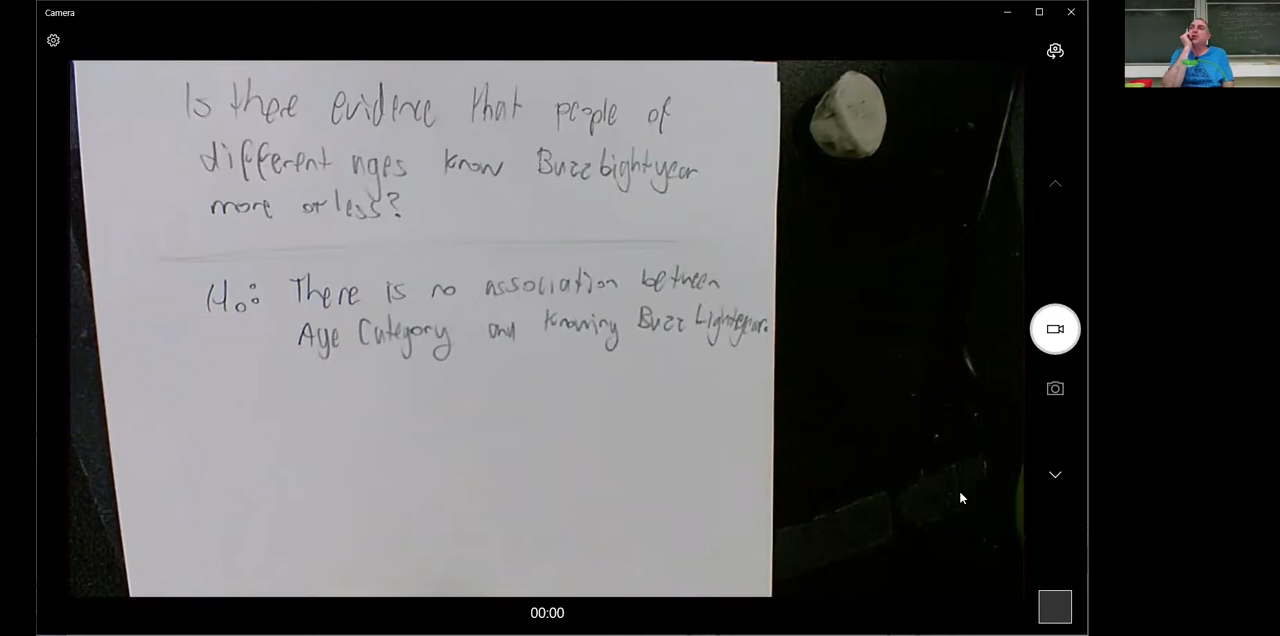 Camera
Is there evidence that people of
different ages know Buzz Lightyear
more or less?
H₀: There is no association between
Age Category and Knowing Buzz Lightyear.
00:00